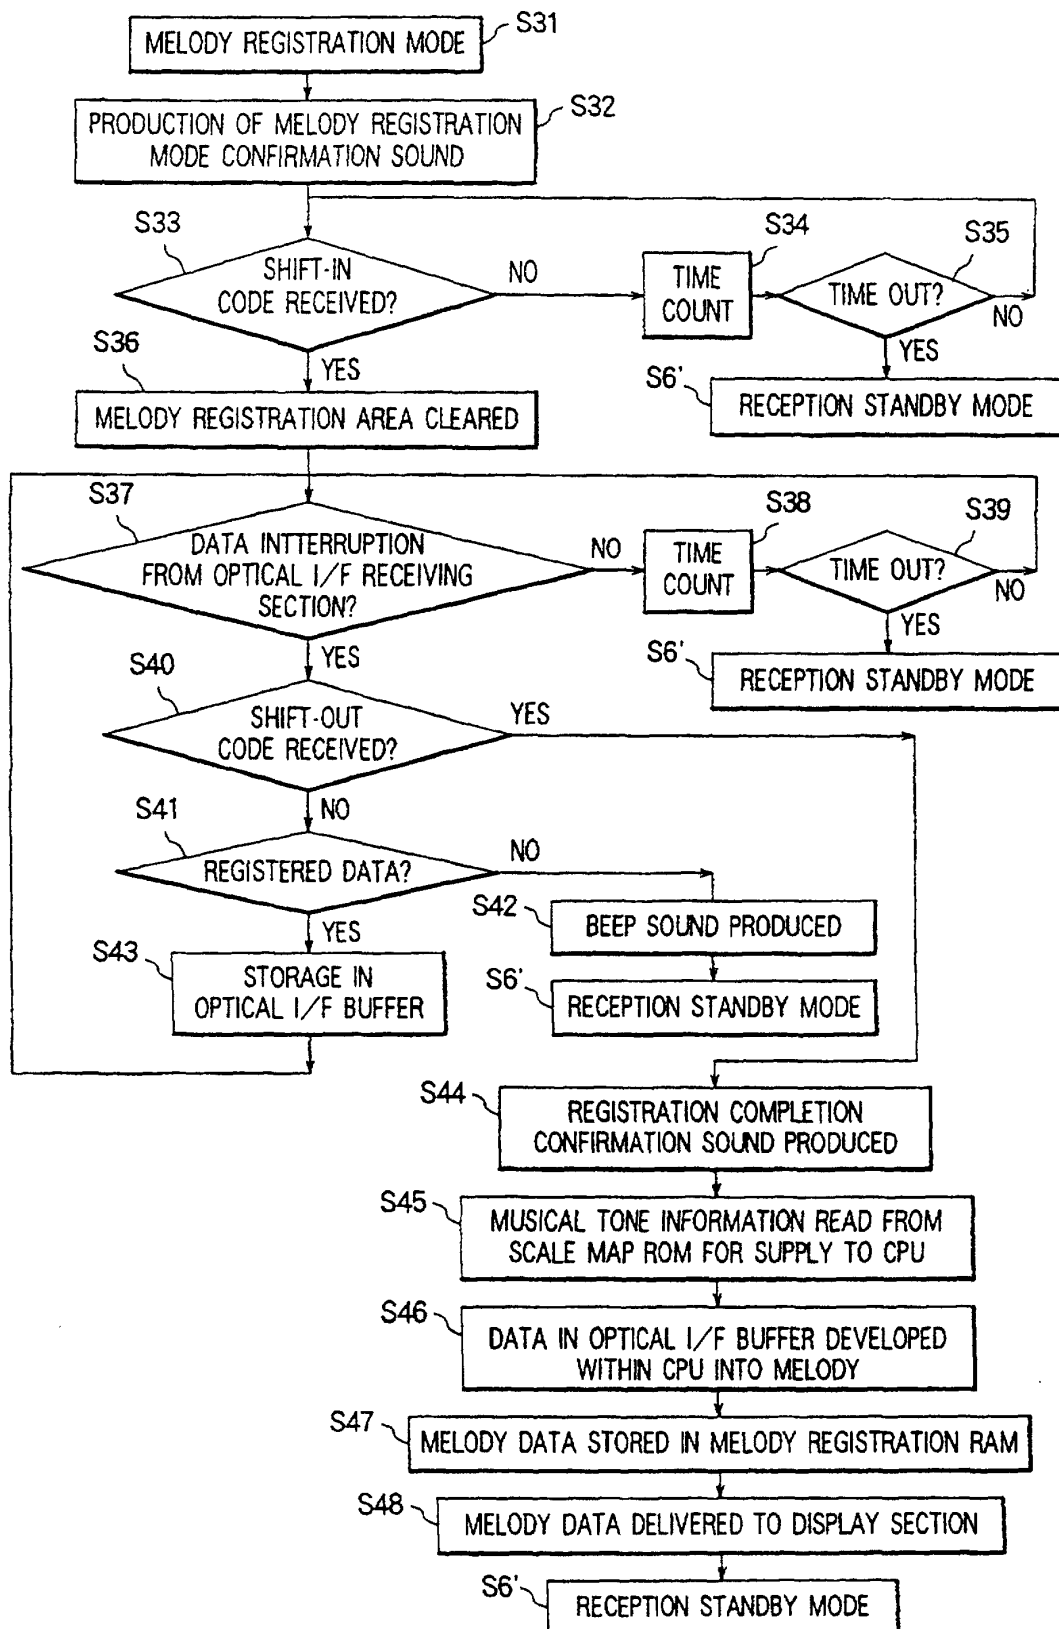 S31
MELODY REGISTRATION MODE
S32
PRODUCTION OF MELODY REGISTRATION
MODE CONFIRMATION SOUND
S33
SHIFT-IN
CODE RECEIVED?
NO
S34
TIME
COUNT
S35
TIME OUT?
NO
YES
YES
S6'
RECEPTION STANDBY MODE
S36
MELODY REGISTRATION AREA CLEARED
S37
DATA INTTERRUPTION
FROM OPTICAL I/F RECEIVING
SECTION?
NO
S38
TIME
COUNT
S39
TIME OUT?
NO
YES
YES
S6'
RECEPTION STANDBY MODE
S40
SHIFT-OUT
CODE RECEIVED?
YES
NO
S41
REGISTERED DATA?
NO
YES
S42
BEEP SOUND PRODUCED
S43
STORAGE IN
OPTICAL I/F BUFFER
S6'
RECEPTION STANDBY MODE
S44
REGISTRATION COMPLETION
CONFIRMATION SOUND PRODUCED
S45
MUSICAL TONE INFORMATION READ FROM
SCALE MAP ROM FOR SUPPLY TO CPU
S46
DATA IN OPTICAL I/F BUFFER DEVELOPED
WITHIN CPU INTO MELODY
S47
MELODY DATA STORED IN MELODY REGISTRATION RAM
S48
MELODY DATA DELIVERED TO DISPLAY SECTION
S6'
RECEPTION STANDBY MODE